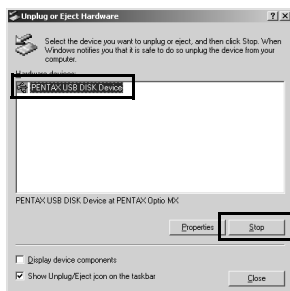 Unplug or Eject Hardware
Select the device you want to unplug or eject, and then click Stop. When
Windows notifies you that it is safe to do so unplug the device from your
computer.
Hardware devices:
PENTAX USB DISK Device
PENTAX USB DISK Device at PENTAX Optio MX
Properties
Stop
Display device components
Show Unplug/Eject icon on the taskbar
Close